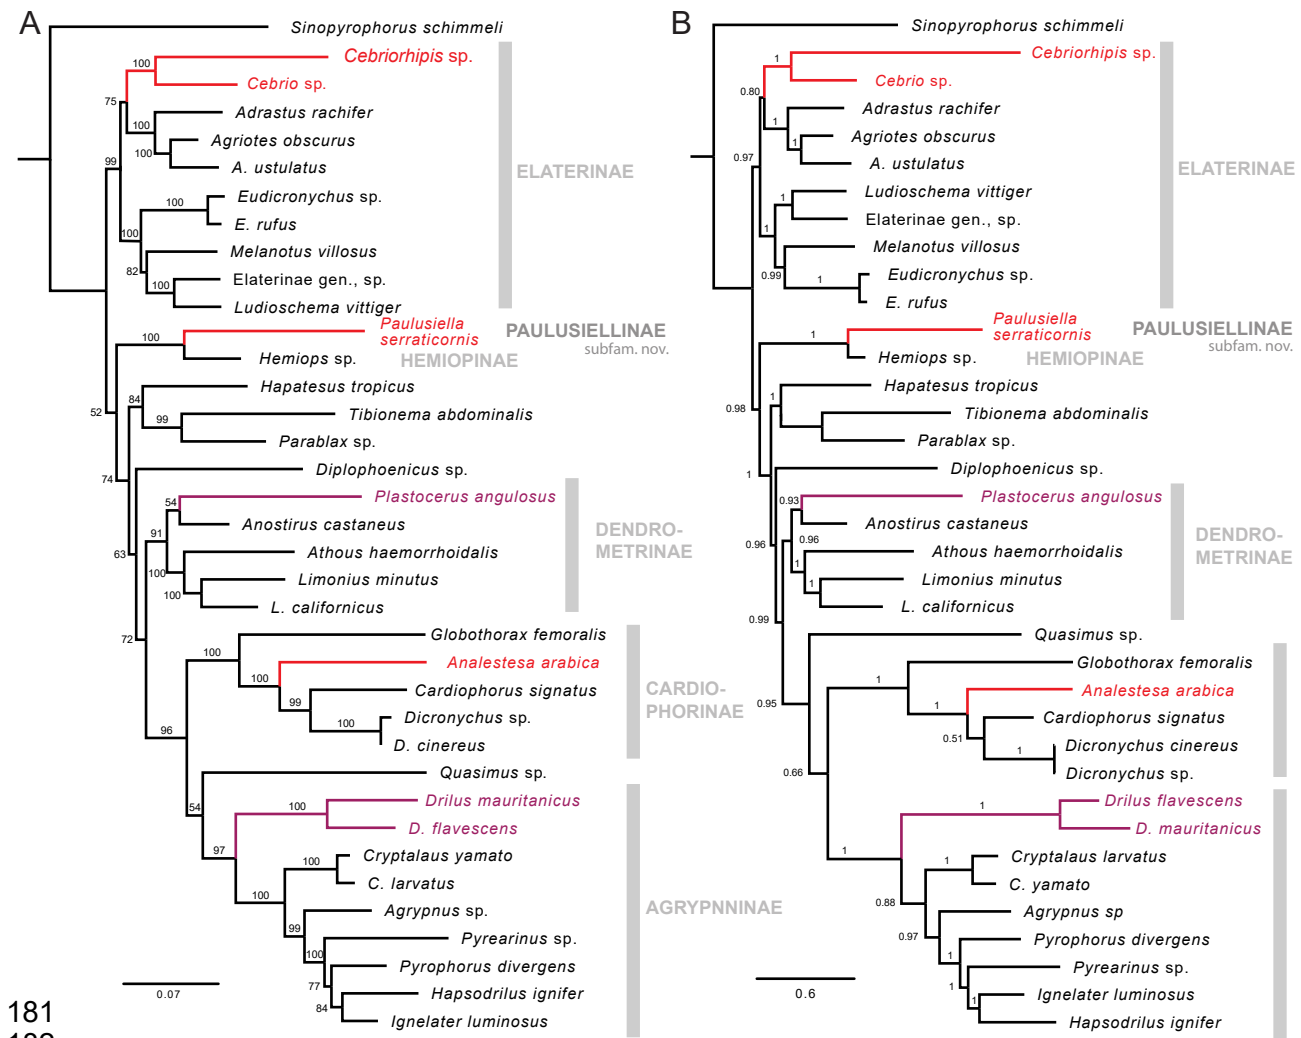 A
Sinopyrophorus schimmeli
Cebriorhipis sp.
100
Cebrio sp.
75
Adrastus rachifer
100
Agriotes obscurus
100
A. ustulatus
99
ELATERINAE
Eudicronychus sp.
100
E. rufus
100
Melanotus villosus
82
Elaterinae gen., sp.
100
Ludioschema vittiger
Paulusiella
serraticornis
PAULUSIELLINAE
subfam. nov.
100
Hemiops sp.
HEMIOPINAE
Hapatesus tropicus
84
52
Tibionema abdominalis
99
Parablax sp.
Diplophoenicus sp.
74
Plastocerus angulosus
54
Anostirus castaneus
91
DENDRO-
METRINAE
Athous haemorrhoidalis
63
100
Limonius minutus
100
L. californicus
72
Globothorax femoralis
100
Analestesa arabica
100
Cardiophorus signatus
99
CARDIO-
PHORINAE
Dicronychus sp.
100
D. cinereus
96
Quasimus sp.
54
Drilus mauritanicus
100
D. flavescens
97
Cryptalaus yamato
100
C. larvatus
100
Agrypnus sp.
AGRYPNNINAE
99
Pyrearinus sp.
100
Pyrophorus divergens
77
Hapsodrilus ignifer
84
Ignelater luminosus
0.07
B
Sinopyrophorus schimmeli
Cebriorhipis sp.
1
Cebrio sp.
0.80
Adrastus rachifer
1
Agriotes obscurus
1
A. ustulatus
0.97
ELATERINAE
Ludioschema vittiger
1
Elaterinae gen., sp.
1
Melanotus villosus
0.99
Eudicronychus sp.
1
E. rufus
Paulusiella
serraticornis
PAULUSIELLINAE
subfam. nov.
1
Hemiops sp.
HEMIOPINAE
Hapatesus tropicus
1
0.98
Tibionema abdominalis
Parablax sp.
Diplophoenicus sp.
1
Plastocerus angulosus
0.93
Anostirus castaneus
0.96
DENDRO-
METRINAE
0.96
Athous haemorrhoidalis
1
Limonius minutus
1
L. californicus
0.99
Quasimus sp.
Globothorax femoralis
1
Analestesa arabica
0.95
1
Cardiophorus signatus
0.51
Dicronychus cinereus
1
Dicronychus sp.
0.66
Drilus flavescens
1
D. mauritanicus
1
Cryptalaus larvatus
1
C. yamato
0.88
Agrypnus sp
0.97
Pyrophorus divergens
1
Pyrearinus sp.
1
Ignelater luminosus
1
Hapsodrilus ignifer
0.6
181